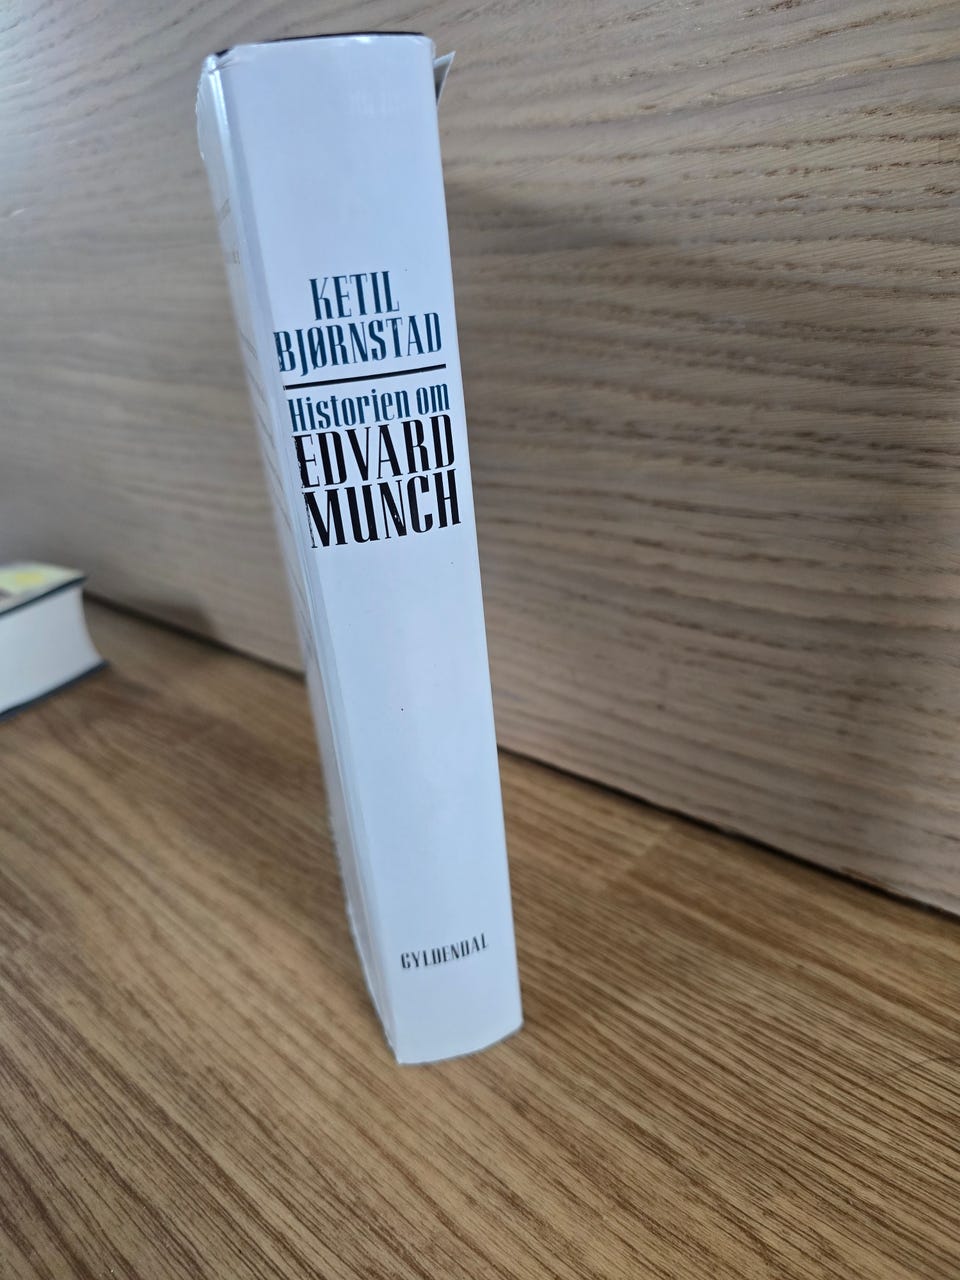 KETIL
BJØRNSTAD
Historien om
EDVARD
MUNCH
GYLDENDAL